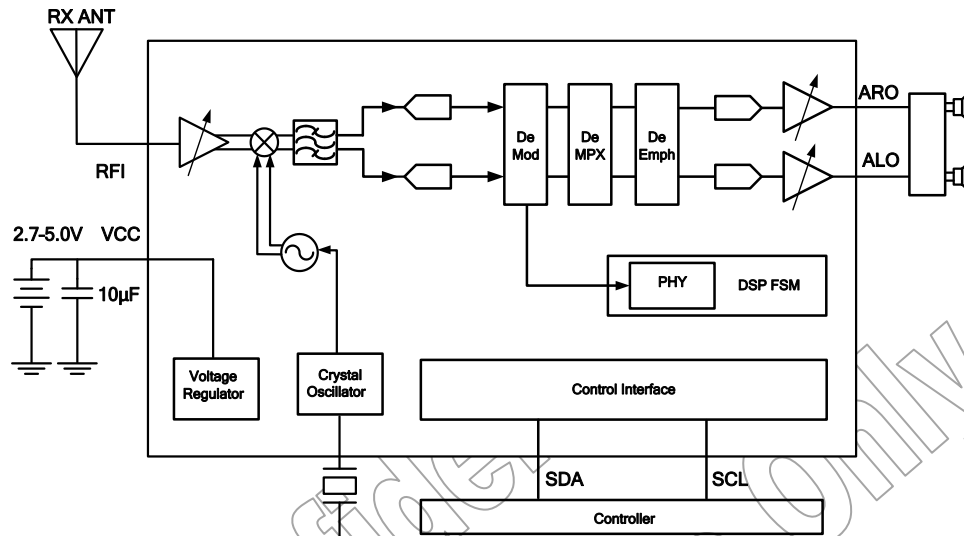 RX ANT
RFI
De
Mod
De
MPX
De
Emph
ARO
ALO
2.7-5.0V VCC
10µF
PHY
DSP FSM
Voltage
Regulator
Crystal
Oscillator
Control Interface
SDA
SCL
Controller
only